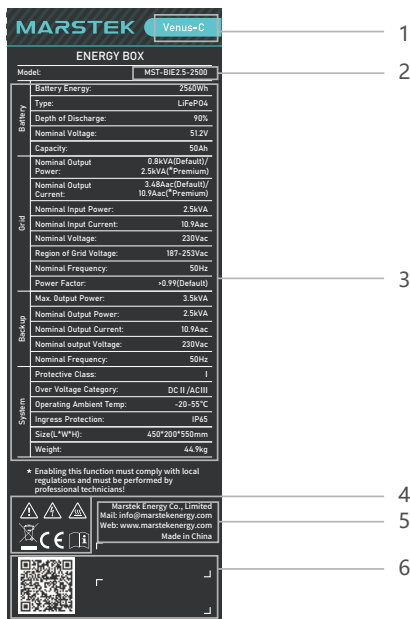 MARSTEK Venus-C
1
ENERGY BOX
Model: MST-BIE2.5-2500
2
Battery
Battery Energy: 2560Wh
Type: LiFePO4
Depth of Discharge: 90%
Nominal Voltage: 51.2V
Capacity: 50Ah
Grid
Nominal Output Power: 0.8kVA(Default)/
2.5kVA(*Premium)
Nominal Output Current: 3.48Aac(Default)/
10.9Aac(*Premium)
Nominal Input Power: 2.5kVA
Nominal Input Current: 10.9Aac
Nominal Voltage: 230Vac
Region of Grid Voltage: 187-253Vac
Nominal Frequency: 50Hz
Power Factor: >0.99(Default)
3
Backup
Max. Output Power: 3.5kVA
Nominal Output Power: 2.5kVA
Nominal Output Current: 10.9Aac
Nominal output Voltage: 230Vac
Nominal Frequency: 50Hz
System
Protective Class: I
Over Voltage Category: DC II /ACIII
Operating Ambient Temp: -20-55°C
Ingress Protection: IP65
Size(L*W*H): 450*200*550mm
Weight: 44.9kg
* Enabling this function must comply with local
regulations and must be performed by
professional technicians!
4
CE
Marstek Energy Co., Limited
Mail: info@marstekenergy.com
Web: www.marstekenergy.com
Made in China
5
6